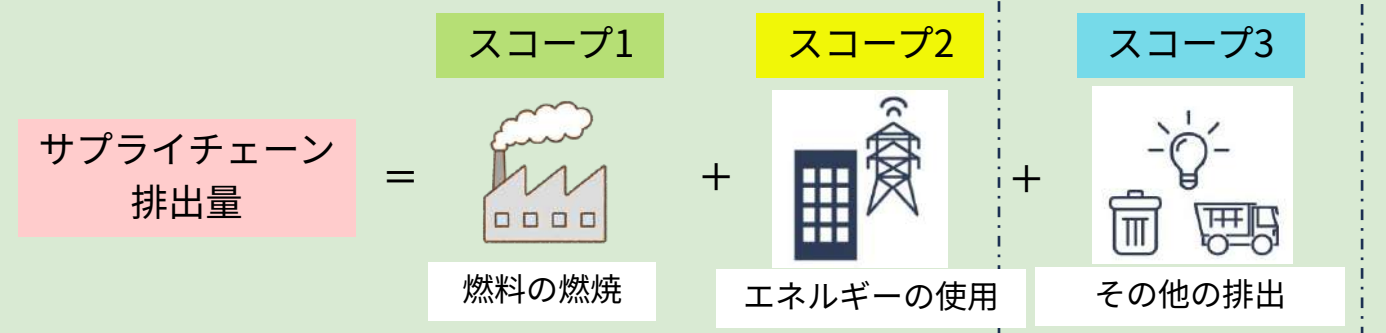 スコープ1
スコープ2
スコープ3
サプライチェーン
排出量
=
+
+
燃料の燃焼
エネルギーの使用
その他の排出